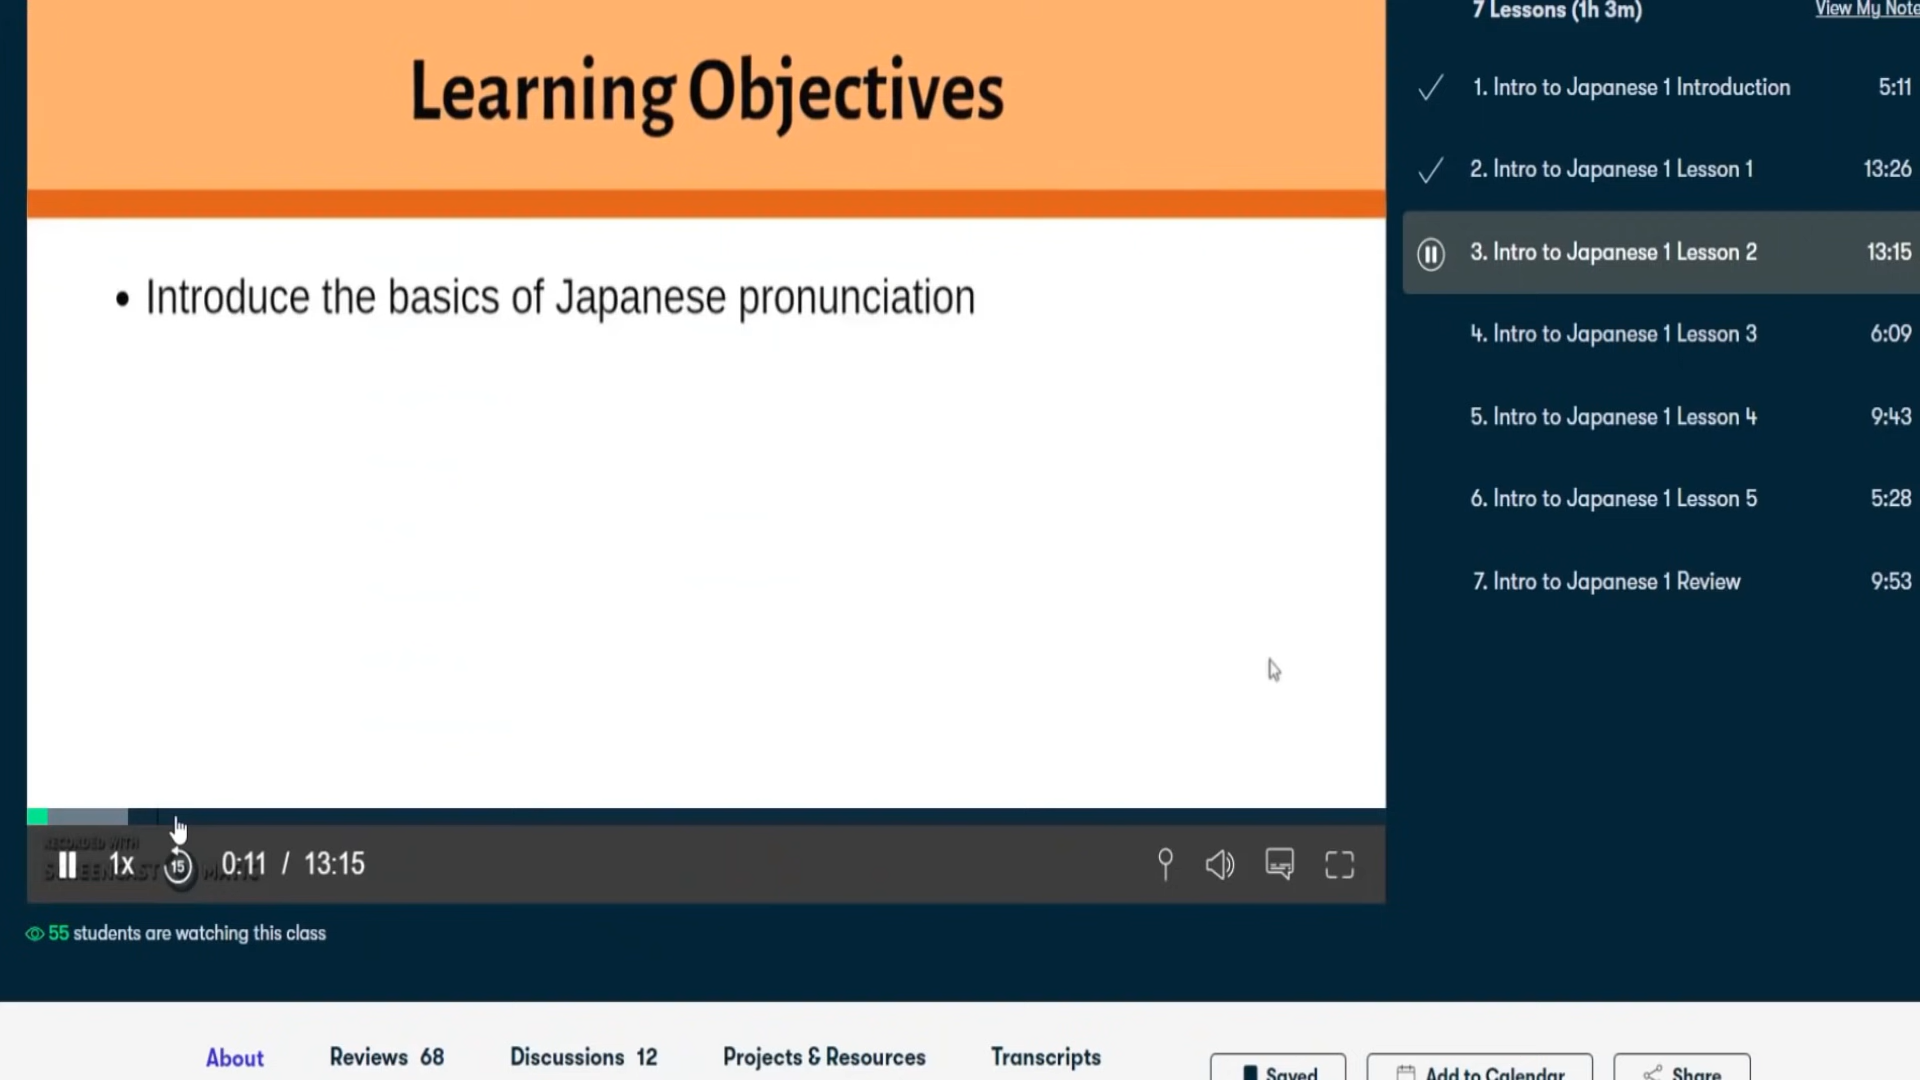 Learning Objectives
• Introduce the basics of Japanese pronunciation
RECORDED WITH
1x 15 0:11 / 13:15
55 students are watching this class
7 Lessons (1h 3m)
View My Note
1. Intro to Japanese 1 Introduction 5:11
2. Intro to Japanese 1 Lesson 1 13:26
3. Intro to Japanese 1 Lesson 2 13:15
4. Intro to Japanese 1 Lesson 3 6:09
5. Intro to Japanese 1 Lesson 4 9:43
6. Intro to Japanese 1 Lesson 5 5:28
7. Intro to Japanese 1 Review 9:53
About Reviews 68 Discussions 12 Projects & Resources Transcripts
Saved Add to Calendar Share